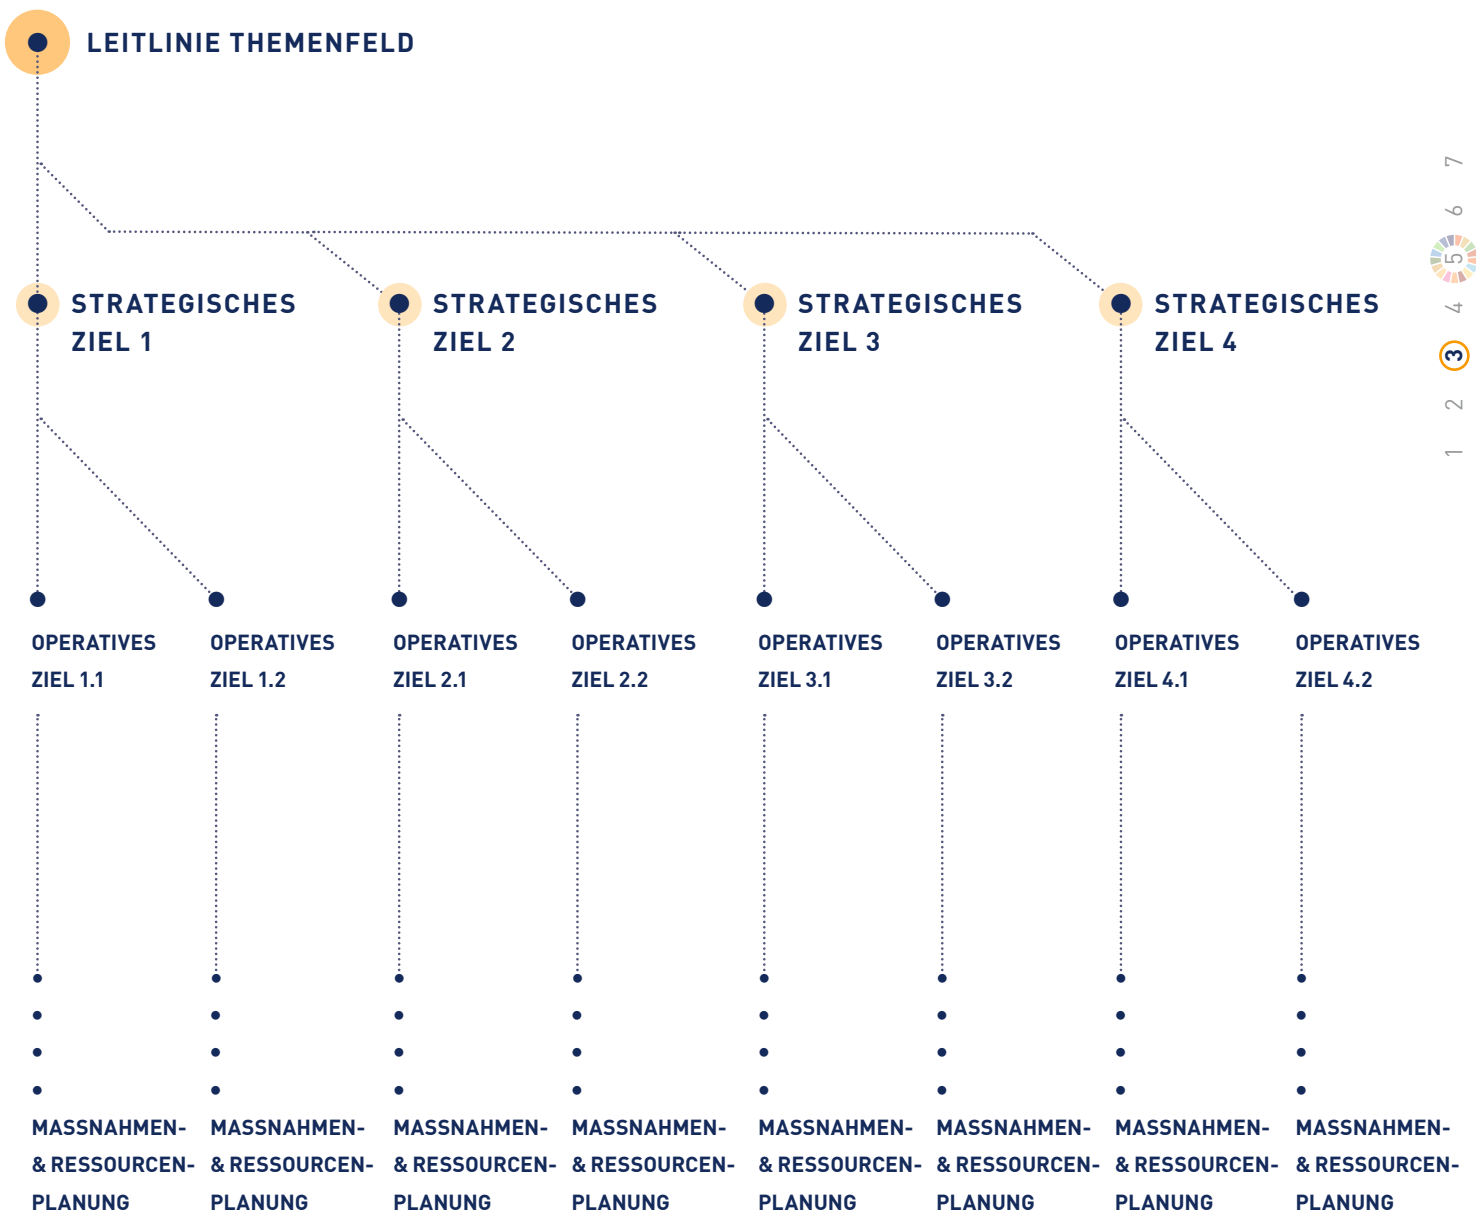 LEITLINIE THEMENFELD
STRATEGISCHES
ZIEL 1
STRATEGISCHES
ZIEL 2
STRATEGISCHES
ZIEL 3
STRATEGISCHES
ZIEL 4
OPERATIVES
ZIEL 1.1
OPERATIVES
ZIEL 1.2
OPERATIVES
ZIEL 2.1
OPERATIVES
ZIEL 2.2
OPERATIVES
ZIEL 3.1
OPERATIVES
ZIEL 3.2
OPERATIVES
ZIEL 4.1
OPERATIVES
ZIEL 4.2
MASSNAHMEN-
& RESSOURCEN-
PLANUNG
MASSNAHMEN-
& RESSOURCEN-
PLANUNG
MASSNAHMEN-
& RESSOURCEN-
PLANUNG
MASSNAHMEN-
& RESSOURCEN-
PLANUNG
MASSNAHMEN-
& RESSOURCEN-
PLANUNG
MASSNAHMEN-
& RESSOURCEN-
PLANUNG
MASSNAHMEN-
& RESSOURCEN-
PLANUNG
MASSNAHMEN-
& RESSOURCEN-
PLANUNG
1 2 3 4 5 6 7